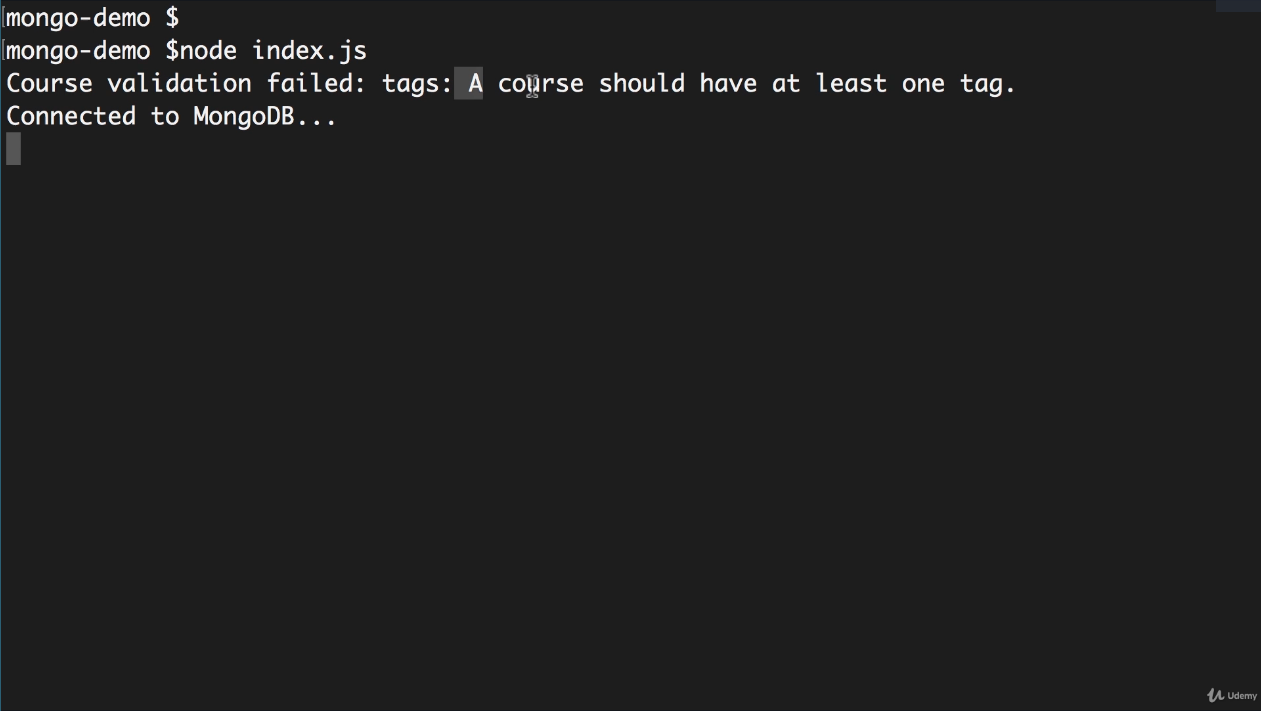 mongo-demo $
mongo-demo $node index.js
Course validation failed: tags: A course should have at least one tag.
Connected to MongoDB...
Udemy